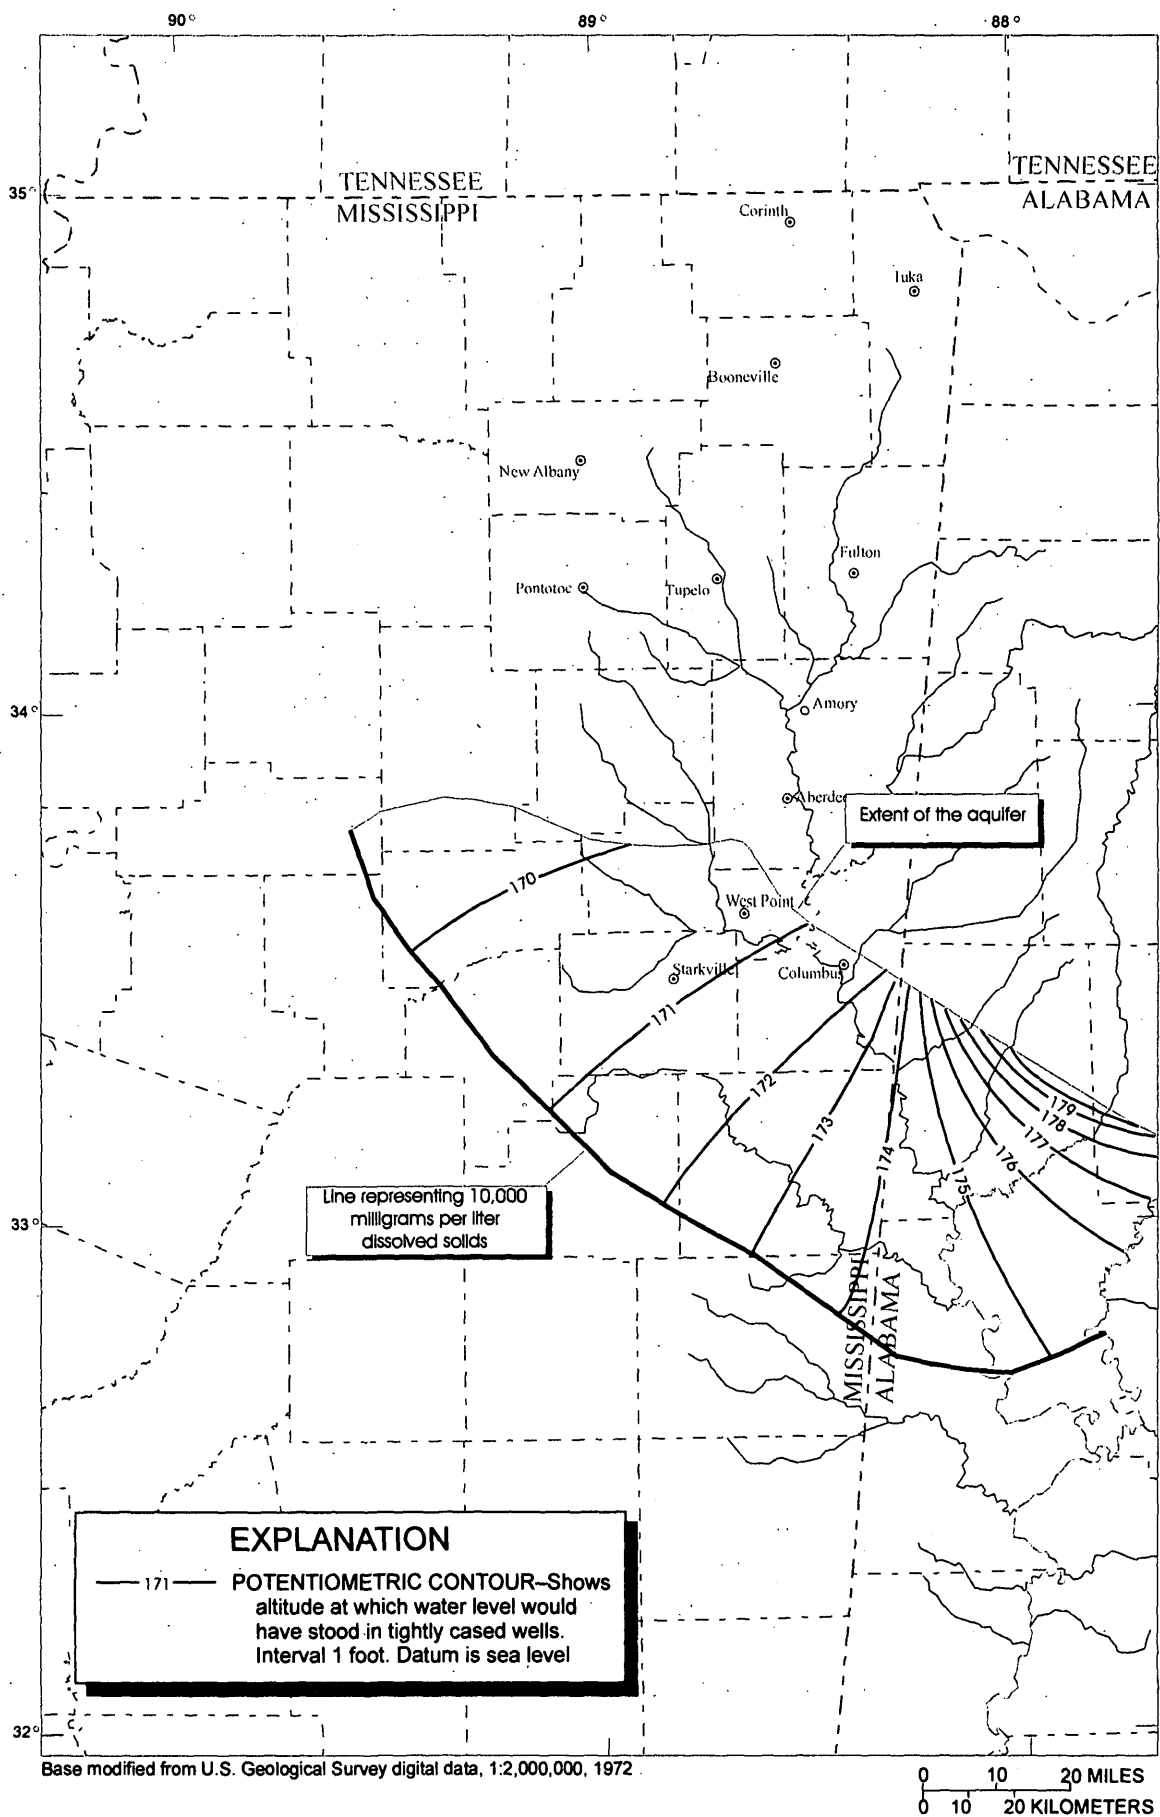 90°
89°
88°
35°
TENNESSEE
MISSISSIPPI
TENNESSEE
ALABAMA
Corinth
Iuka
Booneville
New Albany
Fulton
Pontotoc
Tupelo
34°
Amory
Aberdee
Extent of the aquifer
170
West Point
Starkville
Columbus
171
172
173
174
175
176
177
178
179
Line representing 10,000
milligrams per liter
dissolved solids
33°
MISSISSIPPI
ALABAMA
EXPLANATION
171
POTENTIOMETRIC CONTOUR--Shows
altitude at which water level would
have stood in tightly cased wells.
Interval 1 foot. Datum is sea level
32°
Base modified from U.S. Geological Survey digital data, 1:2,000,000, 1972
0 10 20 MILES
0 10 20 KILOMETERS